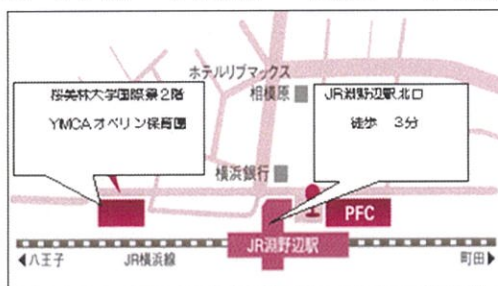 ホテルリブマックス
相模原
桜美林大学国際寮2階
YMCAオベリン保育園
JR淵野辺駅北口
徒歩 3分
横浜銀行
PFC
JR淵野辺駅
◀八王子
JR横浜線
町田▶